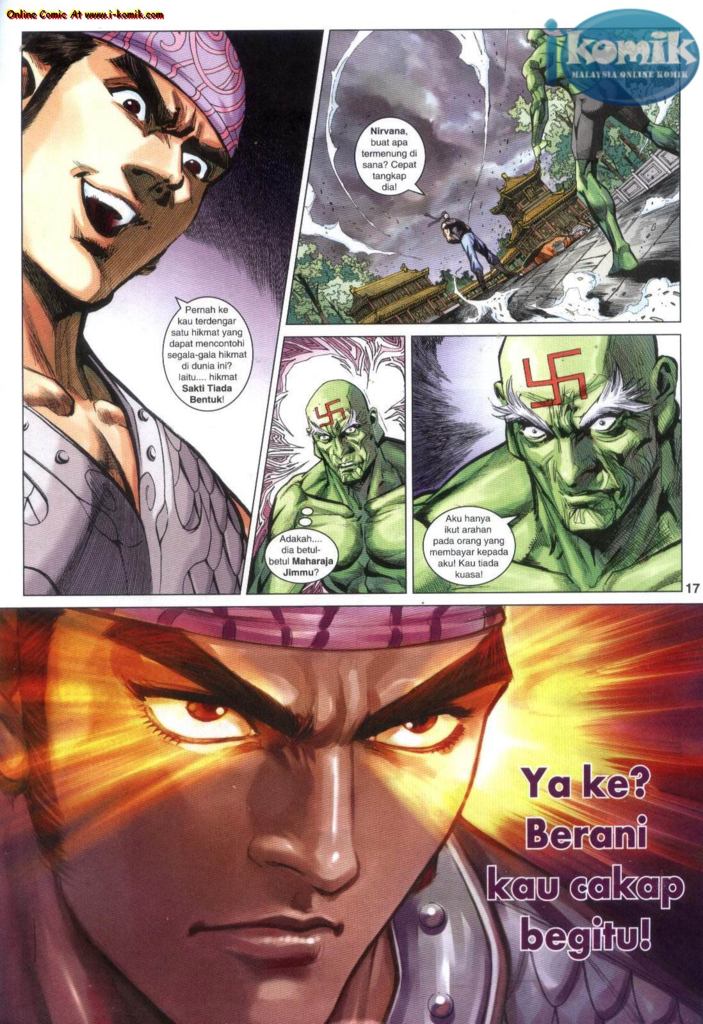 Online Comic At www.i-komik.com
ikomik
MALAYSIA ONLINE KOMIK
Pernah ke
kau terdengar
satu hikmat yang
dapat mencontohi
segala-gala hikmat
di dunia ini?
Iaitu.... hikmat
Sakti Tiada
Bentuk!
Nirvana,
buat apa
termenung di
sana? Cepat
tangkap
dia!
Adakah....
dia betul-
betul Maharaja
Jimmu?
Aku hanya
ikut arahan
pada orang yang
membayar kepada
aku! Kau tiada
kuasa!
17
Ya ke?
Berani
kau cakap
begitu!